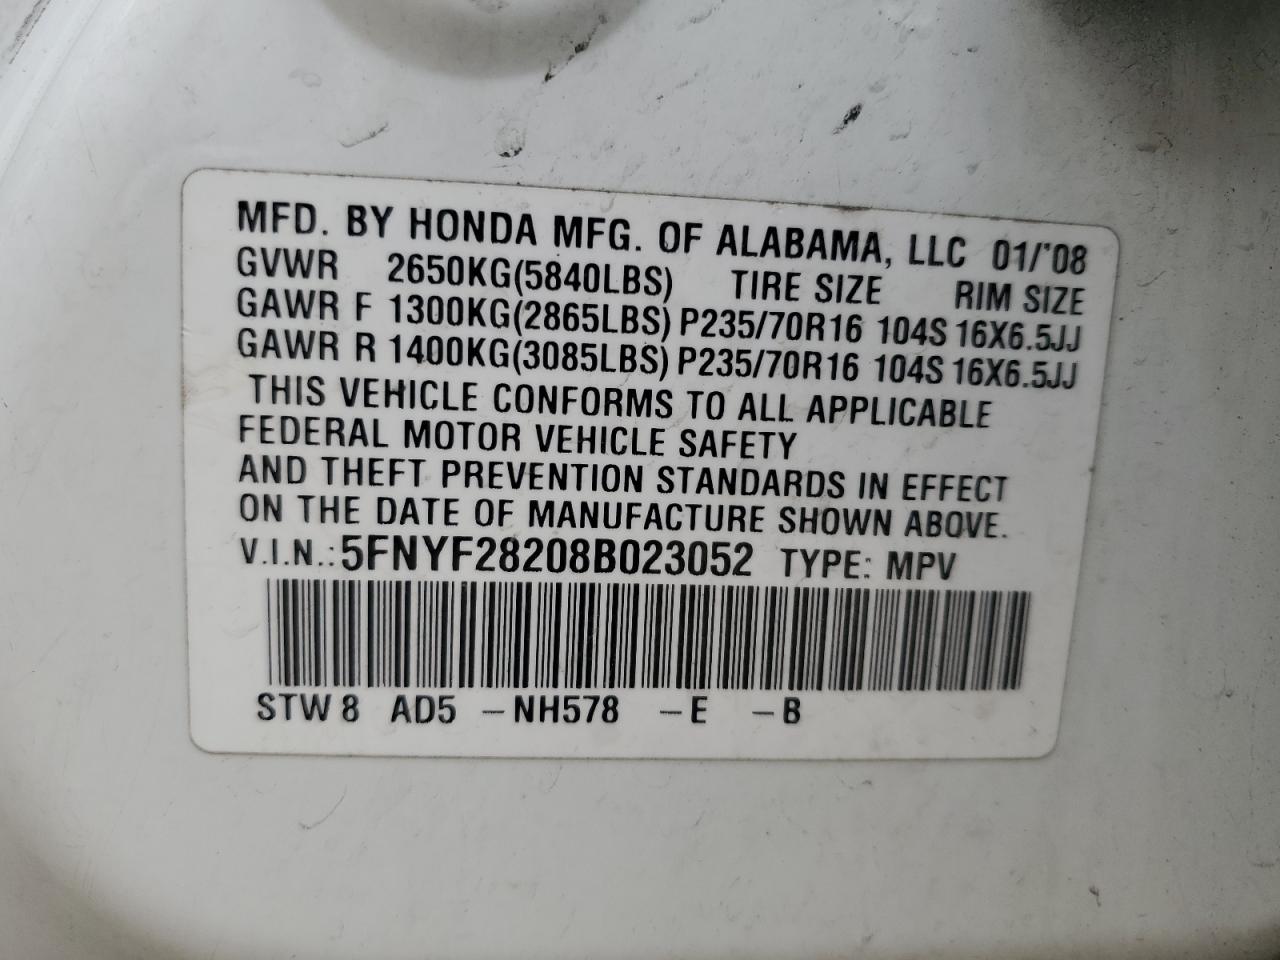 MFD. BY HONDA MFG. OF ALABAMA, LLC 01/'08
GVWR 2650KG(5840LBS) TIRE SIZE RIM SIZE
GAWR F 1300KG(2865LBS) P235/70R16 104S 16X6.5JJ
GAWR R 1400KG(3085LBS) P235/70R16 104S 16X6.5JJ
THIS VEHICLE CONFORMS TO ALL APPLICABLE
FEDERAL MOTOR VEHICLE SAFETY
AND THEFT PREVENTION STANDARDS IN EFFECT
ON THE DATE OF MANUFACTURE SHOWN ABOVE.
V.I.N.: 5FNYF28208B023052 TYPE: MPV
STW 8 AD5 -NH578 -E -B